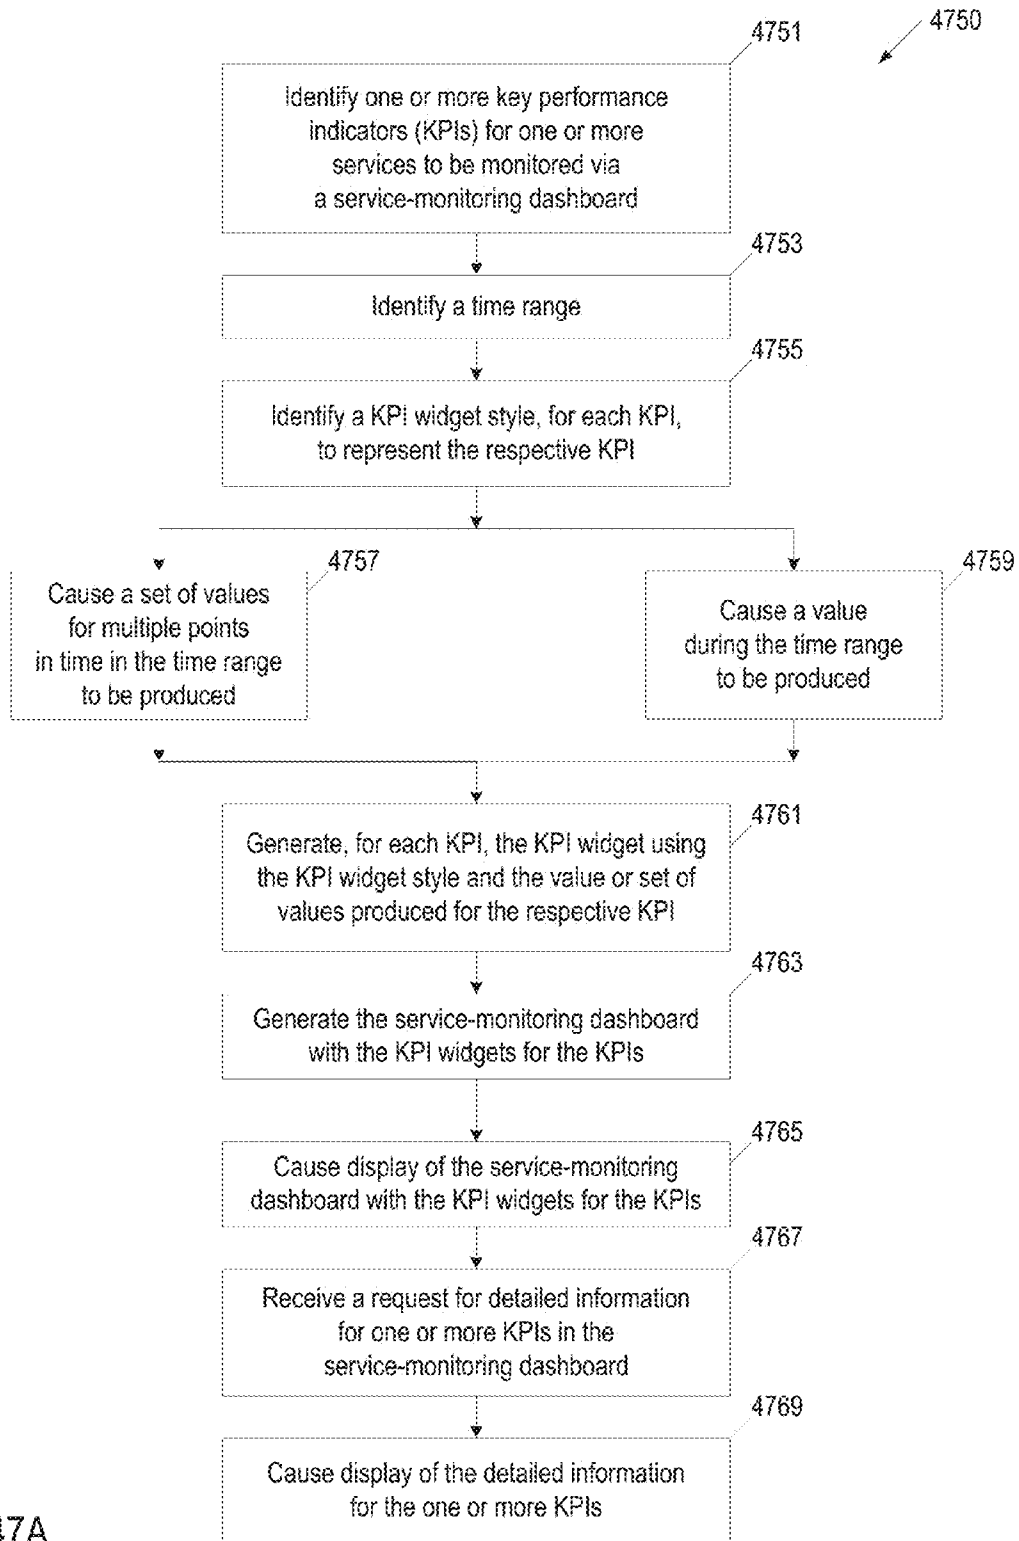 4750
4751
Identify one or more key performance
indicators (KPIs) for one or more
services to be monitored via
a service-monitoring dashboard
4753
Identify a time range
4755
Identify a KPI widget style, for each KPI,
to represent the respective KPI
4757
Cause a set of values
for multiple points
in time in the time range
to be produced
4759
Cause a value
during the time range
to be produced
4761
Generate, for each KPI, the KPI widget using
the KPI widget style and the value or set of
values produced for the respective KPI
4763
Generate the service-monitoring dashboard
with the KPI widgets for the KPIs
4765
Cause display of the service-monitoring
dashboard with the KPI widgets for the KPIs
4767
Receive a request for detailed information
for one or more KPIs in the
service-monitoring dashboard
4769
Cause display of the detailed information
for the one or more KPIs
47A